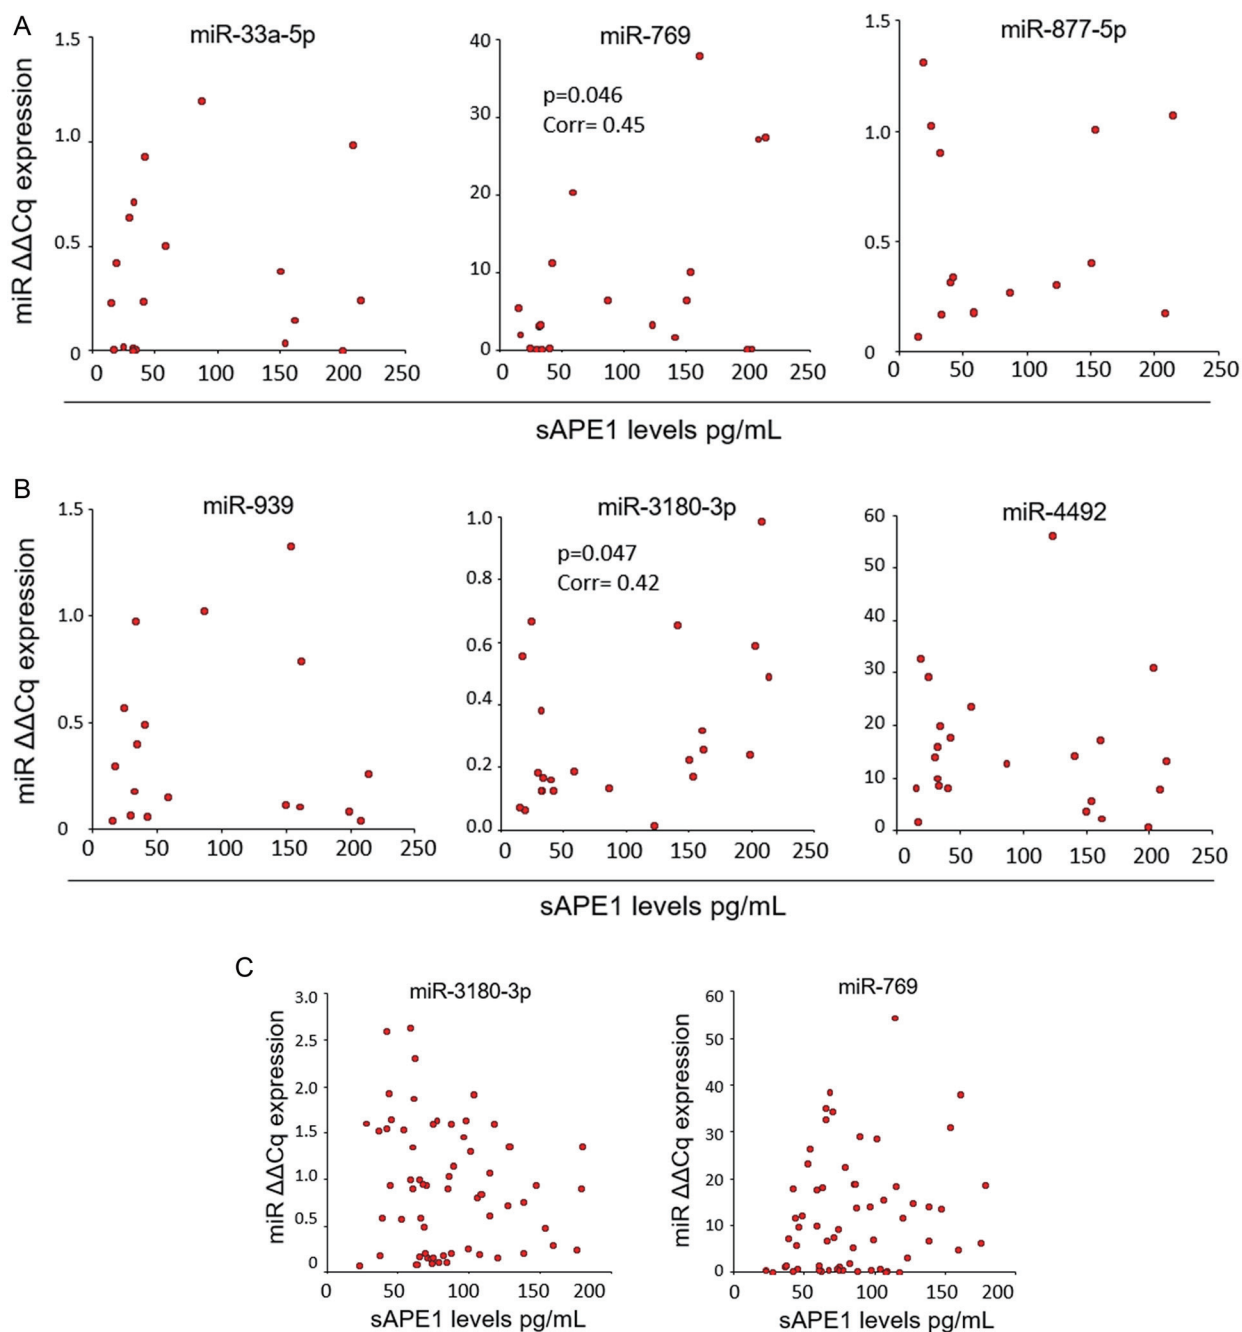 A
miR-33a-5p
miR-769
miR-877-5p
miR ΔΔCq expression
1.5
1.0
0.5
0
0 50 100 150 200 250
40
30
20
10
0
p=0.046
Corr= 0.45
0 50 100 150 200 250
1.5
1.0
0.5
0
0 50 100 150 200 250
sAPE1 levels pg/mL
B
miR-939
miR-3180-3p
miR-4492
miR ΔΔCq expression
1.5
1.0
0.5
0
0 50 100 150 200 250
1.0
0.8
0.6
0.4
0.2
0.0
p=0.047
Corr= 0.42
0 50 100 150 200 250
60
50
40
30
20
10
0
0 50 100 150 200 250
sAPE1 levels pg/mL
C
miR-3180-3p
miR ΔΔCq expression
3.0
2.5
2.0
1.5
1.0
0.5
0
0 50 100 150 200
sAPE1 levels pg/mL
miR-769
miR ΔΔCq expression
60
50
40
30
20
10
0
0 50 100 150 200
sAPE1 levels pg/mL